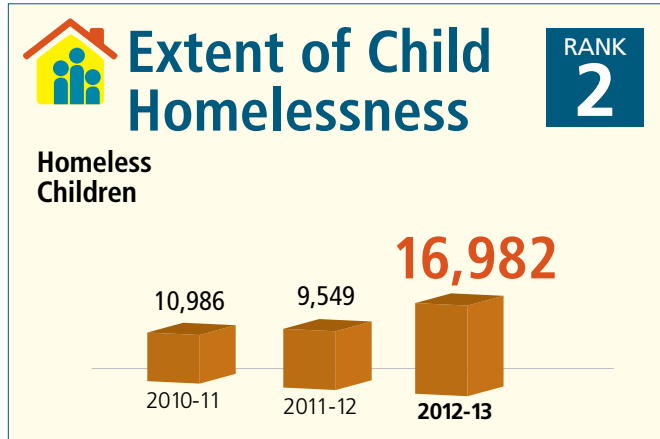 Extent of Child
Homelessness
RANK
2
Homeless
Children
10,986
9,549
16,982
2010-11
2011-12
2012-13